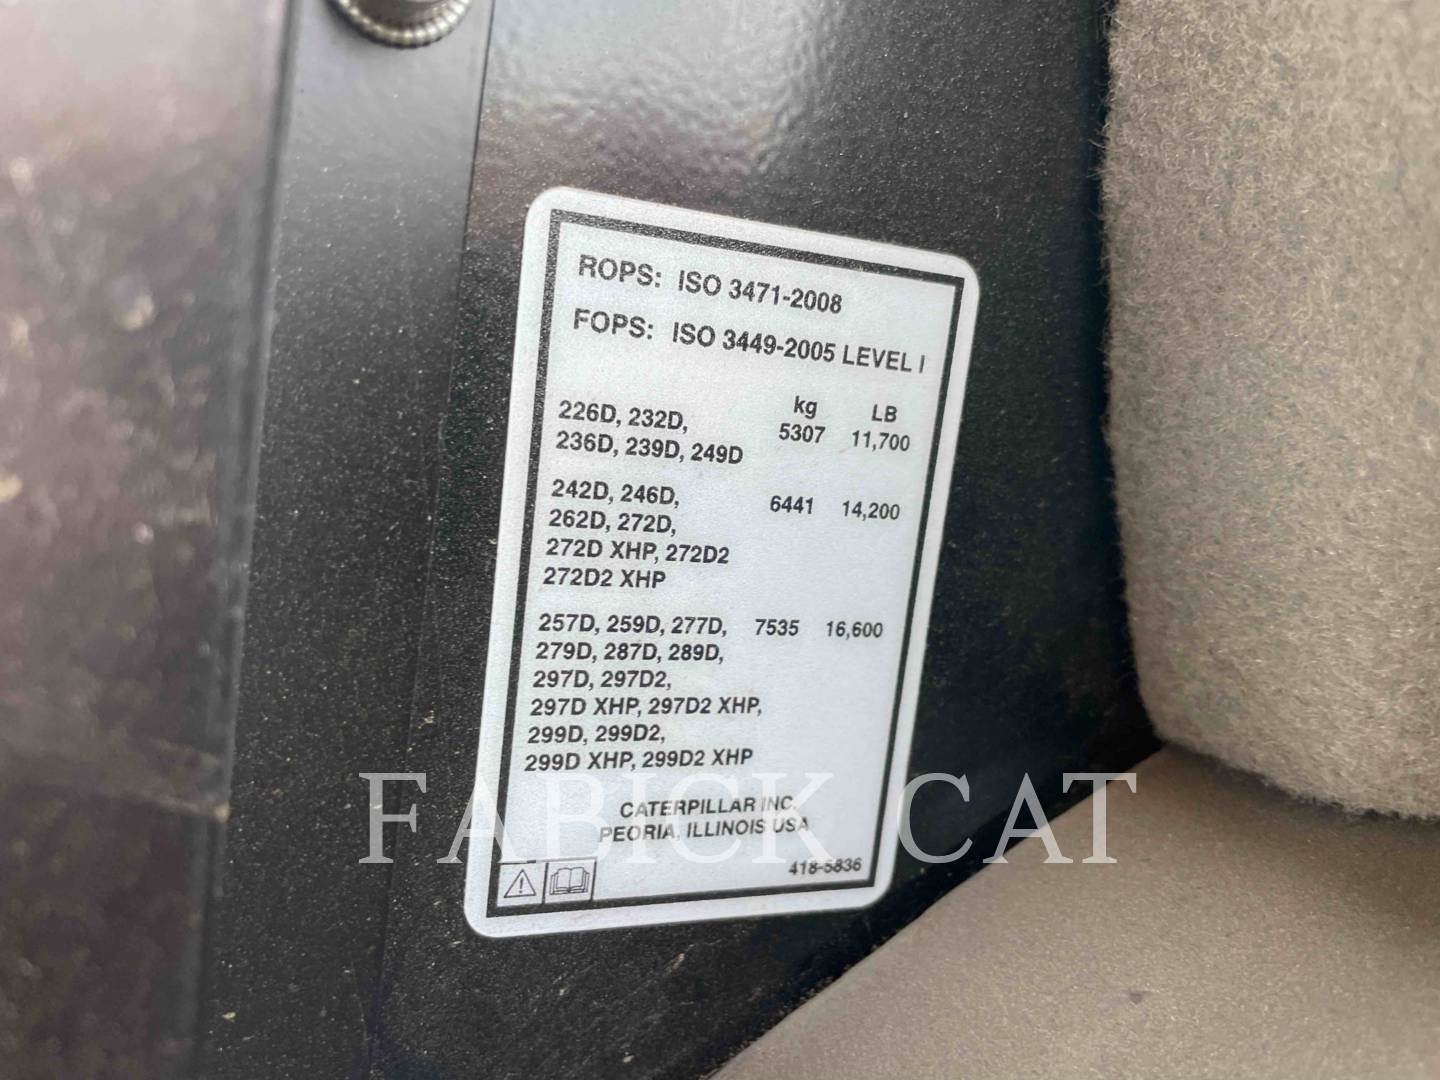 ROPS: ISO 3471-2008
FOPS: ISO 3449-2005 LEVEL I
kg LB
226D, 232D, 5307 11,700
236D, 239D, 249D
242D, 246D, 6441 14,200
262D, 272D,
272D XHP, 272D2
272D2 XHP
257D, 259D, 277D, 7535 16,600
279D, 287D, 289D,
297D, 297D2,
297D XHP, 297D2 XHP,
299D, 299D2,
299D XHP, 299D2 XHP
CATERPILLAR INC.
PEORIA, ILLINOIS USA
418-5836
FABICK CAT